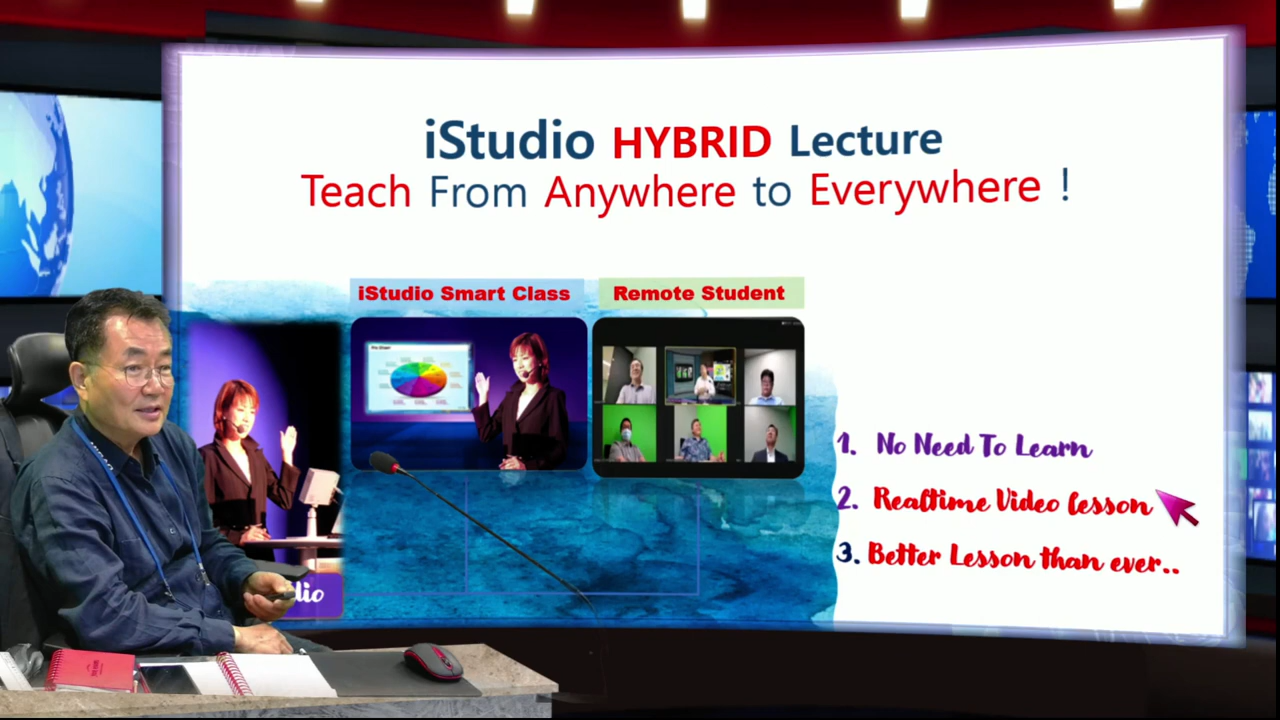 iStudio HYBRID Lecture
Teach From Anywhere to Everywhere !
iStudio Smart Class
Remote Student
1. No Need To Learn
2. Realtime Video lesson
3. Better Lesson than ever..
dio